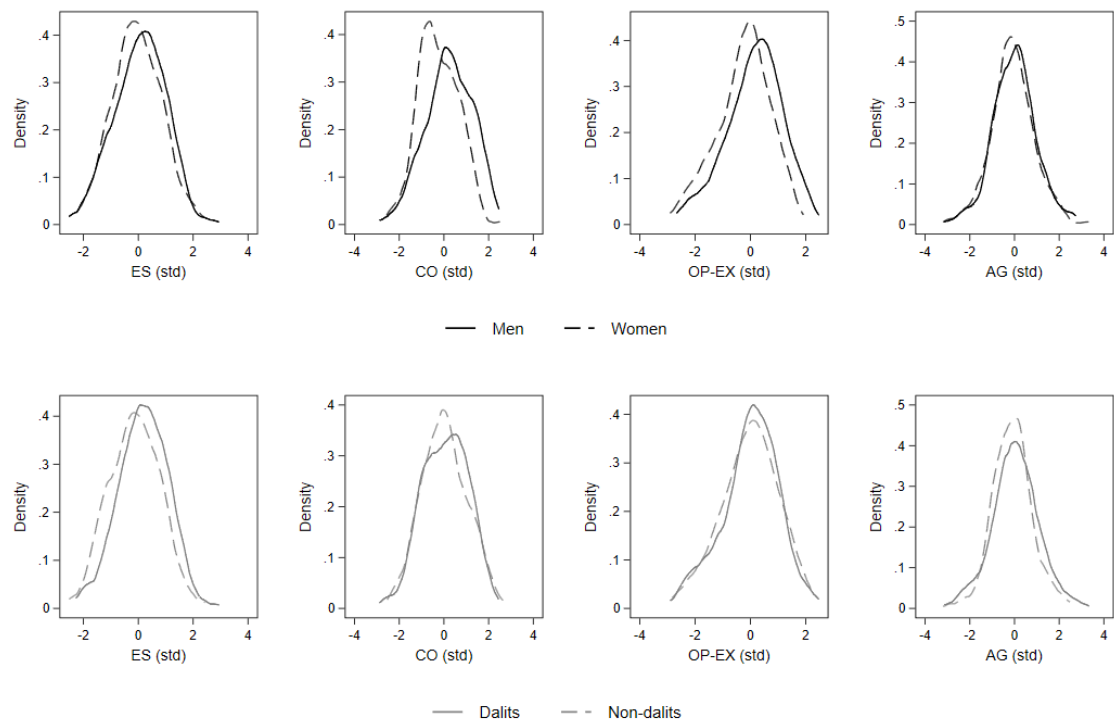 .4
.3
.2
.1
0
Density
-2 0 2 4
ES (std)
.4
.3
.2
.1
0
Density
-4 -2 0 2 4
CO (std)
.4
.3
.2
.1
0
Density
-4 -2 0 2 4
OP-EX (std)
.5
.4
.3
.2
.1
0
Density
-4 -2 0 2 4
AG (std)
Men Women
.4
.3
.2
.1
0
Density
-2 0 2 4
ES (std)
.4
.3
.2
.1
0
Density
-4 -2 0 2 4
CO (std)
.4
.3
.2
.1
0
Density
-4 -2 0 2 4
OP-EX (std)
.5
.4
.3
.2
.1
0
Density
-4 -2 0 2 4
AG (std)
Dalits Non-dalits